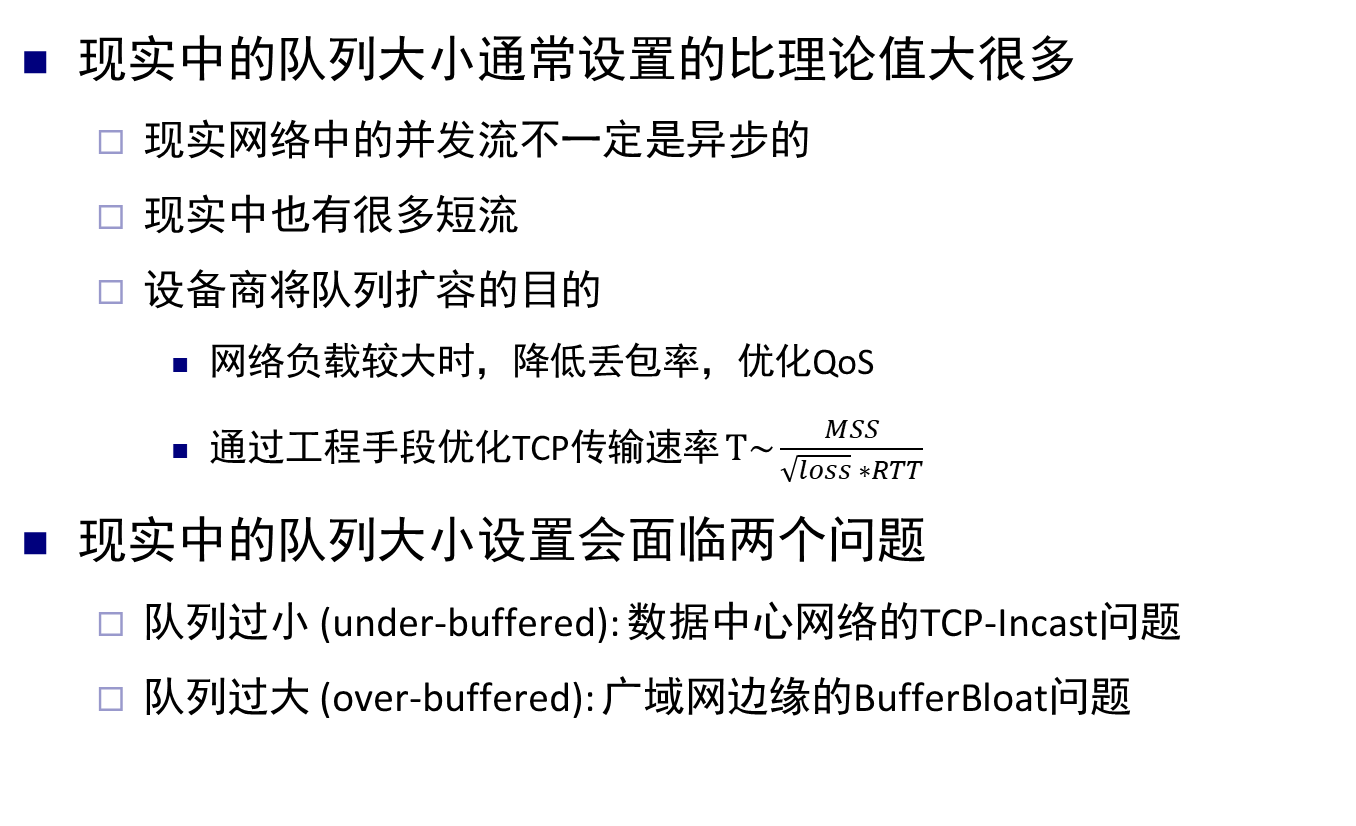 现实中的队列大小通常设置的比理论值大很多
现实网络中的并发流不一定是异步的
现实中也有很多短流
设备商将队列扩容的目的
网络负载较大时，降低丢包率，优化QoS
通过工程手段优化TCP传输速率 T~ MSS / (√loss *RTT)
现实中的队列大小设置会面临两个问题
队列过小 (under-buffered): 数据中心网络的TCP-Incast问题
队列过大 (over-buffered): 广域网边缘的BufferBloat问题